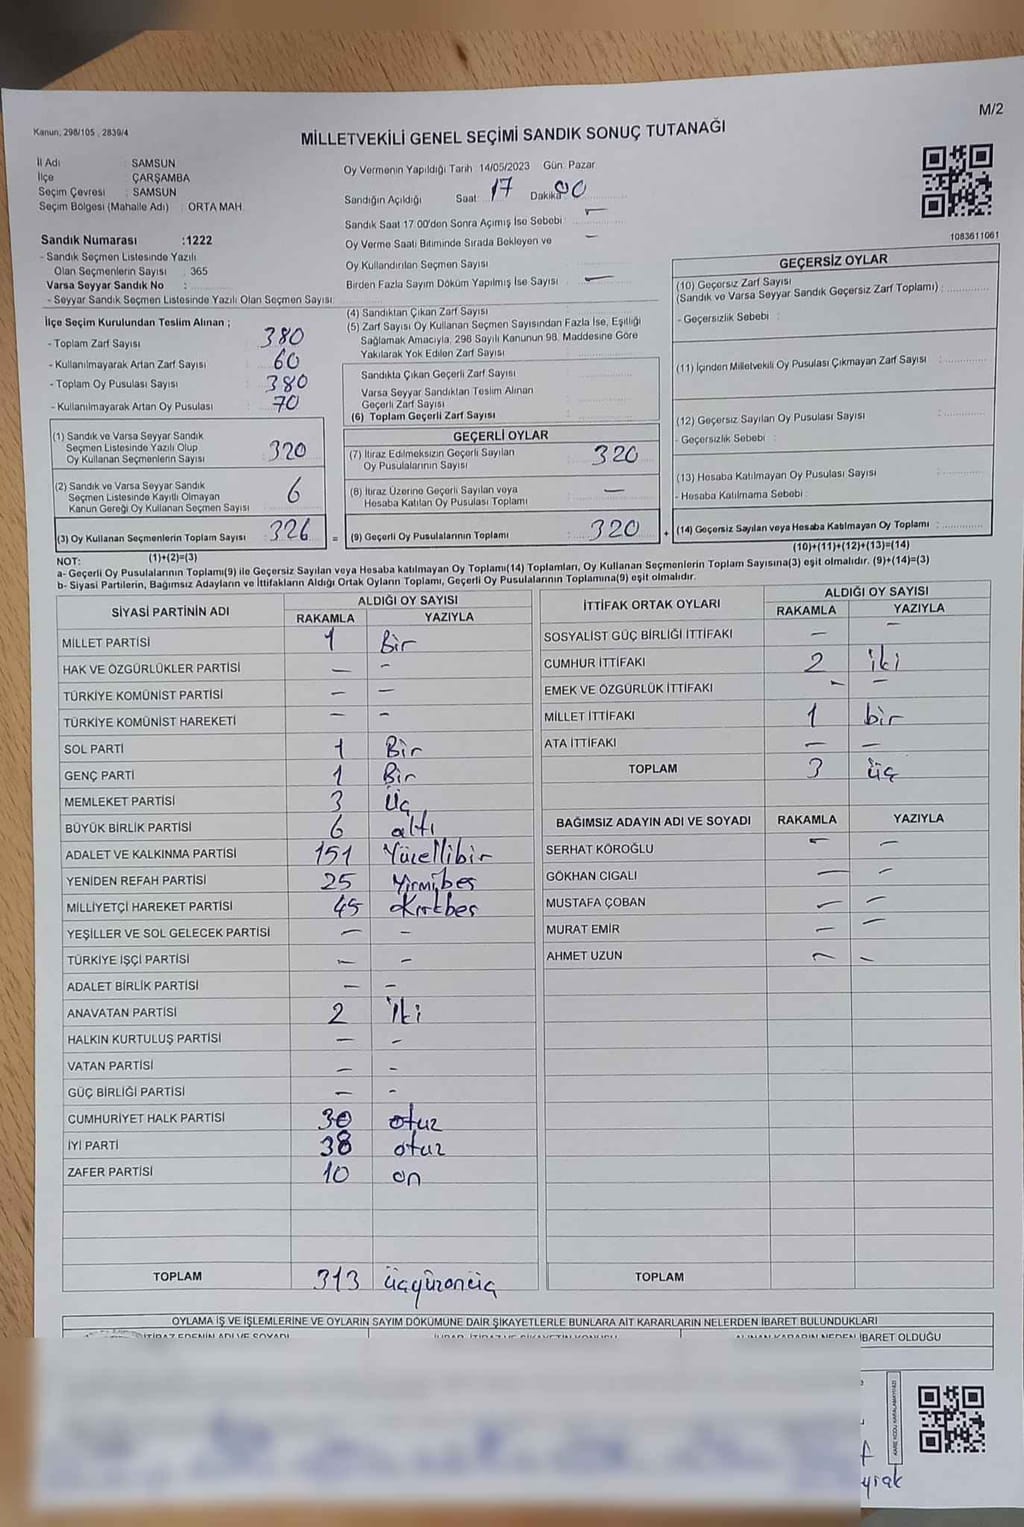 M/2
Kanun, 298/105 , 2839/4
MİLLETVEKİLİ GENEL SEÇİMİ SANDIK SONUÇ TUTANAĞI
İl Adı : SAMSUN
İlçe : ÇARŞAMBA
Seçim Çevresi : SAMSUN
Seçim Bölgesi (Mahalle Adı) : ORTA MAH.
Sandık Numarası :1222
- Sandık Seçmen Listesinde Yazılı
Olan Seçmenlerin Sayısı : 365
Varsa Seyyar Sandık No :
- Seyyar Sandık Seçmen Listesinde Yazılı Olan Seçmen Sayısı:
Oy Vermenin Yapıldığı Tarih 14/05/2023 Gün: Pazar
Sandığın Açıldığı Saat: 17 Dakika: 00
Sandık Saat 17:00'den Sonra Açımış İse Sebebi : –
Oy Verme Saati Bitiminde Sırada Bekleyen ve –
Oy Kullandırılan Seçmen Sayısı
Birden Fazla Sayım Döküm Yapılmış İse Sayısı : –
1083611061
İlçe Seçim Kurulundan Teslim Alınan ;
- Toplam Zarf Sayısı : 380
- Kullanılmayarak Artan Zarf Sayısı : 60
- Toplam Oy Pusulası Sayısı : 380
- Kullanılmayarak Artan Oy Pusulası : 70
(4) Sandıktan Çıkan Zarf Sayısı
(5) Zarf Sayısı Oy Kullanan Seçmen Sayısından Fazla İse, Eşitliği
Sağlamak Amacıyla, 298 Sayılı Kanunun 98. Maddesine Göre
Yakılarak Yok Edilen Zarf Sayısı
Sandıkta Çıkan Geçerli Zarf Sayısı
Varsa Seyyar Sandıktan Teslim Alınan
Geçerli Zarf Sayısı
(6) Toplam Geçerli Zarf Sayısı
GEÇERSİZ OYLAR
(10) Geçersiz Zarf Sayısı
(Sandık ve Varsa Seyyar Sandık Geçersiz Zarf Toplamı) :
- Geçersizlik Sebebi :
(11) İçinden Milletvekili Oy Pusulası Çıkmayan Zarf Sayısı :
(12) Geçersiz Sayılan Oy Pusulası Sayısı :
- Geçersizlik Sebebi :
(13) Hesaba Katılmayan Oy Pusulası Sayısı :
- Hesaba Katılmama Sebebi :
(14) Geçersiz Sayılan veya Hesaba Katılmayan Oy Toplamı :
(10)+(11)+(12)+(13)=(14)
(1) Sandık ve Varsa Seyyar Sandık
Seçmen Listesinde Yazılı Olup
Oy Kullanan Seçmenlerin Sayısı : 320
(2) Sandık ve Varsa Seyyar Sandık
Seçmen Listesinde Kayıtlı Olmayan
Kanun Gereği Oy Kullanan Seçmen Sayısı : 6
(3) Oy Kullanan Seçmenlerin Toplam Sayısı : 326 =
(1)+(2)=(3)
GEÇERLİ OYLAR
(7) İtiraz Edilmeksizin Geçerli Sayılan
Oy Pusulalarının Sayısı : 320
(8) İtiraz Üzerine Geçerli Sayılan veya
Hesaba Katılan Oy Pusulası Toplamı : –
(9) Geçerli Oy Pusulalarının Toplamı : 320 +
NOT:
a- Geçerli Oy Pusulalarının Toplamı(9) ile Geçersiz Sayılan veya Hesaba katılmayan Oy Toplamı(14) Toplamları, Oy Kullanan Seçmenlerin Toplam Sayısına(3) eşit olmalıdır. (9)+(14)=(3)
b- Siyasi Partilerin, Bağımsız Adayların ve İttifakların Aldığı Ortak Oyların Toplamı, Geçerli Oy Pusulalarının Toplamına(9) eşit olmalıdır.
SİYASİ PARTİNİN ADI ALDIĞI OY SAYISI
RAKAMLA YAZIYLA
MİLLET PARTİSİ 1 Bir
HAK VE ÖZGÜRLÜKLER PARTİSİ – –
TÜRKİYE KOMÜNİST PARTİSİ – –
TÜRKİYE KOMÜNİST HAREKETİ – –
SOL PARTİ 1 Bir
GENÇ PARTİ 1 Bir
MEMLEKET PARTİSİ 3 Üç
BÜYÜK BİRLİK PARTİSİ 6 altı
ADALET VE KALKINMA PARTİSİ 151 Yücellibir
YENİDEN REFAH PARTİSİ 25 Yirmibeş
MİLLİYETÇİ HAREKET PARTİSİ 45 Kırkbeş
YEŞİLLER VE SOL GELECEK PARTİSİ – –
TÜRKİYE İŞÇİ PARTİSİ – –
ADALET BİRLİK PARTİSİ – –
ANAVATAN PARTİSİ 2 İki
HALKIN KURTULUŞ PARTİSİ – –
VATAN PARTİSİ – –
GÜÇ BİRLİĞİ PARTİSİ – –
CUMHURİYET HALK PARTİSİ 30 otuz
İYİ PARTİ 38 otuz
ZAFER PARTİSİ 10 on
TOPLAM 313 üçyüzonüç
İTTİFAK ORTAK OYLARI ALDIĞI OY SAYISI
RAKAMLA YAZIYLA
SOSYALİST GÜÇ BİRLİĞİ İTTİFAKI – –
CUMHUR İTTİFAKI 2 iki
EMEK VE ÖZGÜRLÜK İTTİFAKI – –
MİLLET İTTİFAKI 1 bir
ATA İTTİFAKI – –
TOPLAM 3 üç
BAĞIMSIZ ADAYIN ADI VE SOYADI RAKAMLA YAZIYLA
SERHAT KÖROĞLU – –
GÖKHAN CIGALI – –
MUSTAFA ÇOBAN – –
MURAT EMİR – –
AHMET UZUN – –
TOPLAM
OYLAMA İŞ VE İŞLEMLERİNE VE OYLARIN SAYIM DÖKÜMÜNE DAİR ŞİKAYETLERLE BUNLARA AİT KARARLARIN NELERDEN İBARET BULUNDUKLARI
İTİRAZ EDENİN ADI VE SOYADI
ALINAN KARARIN NEDEN İBARET OLDUĞU
KARE KODU KARALAMAYINIZ!